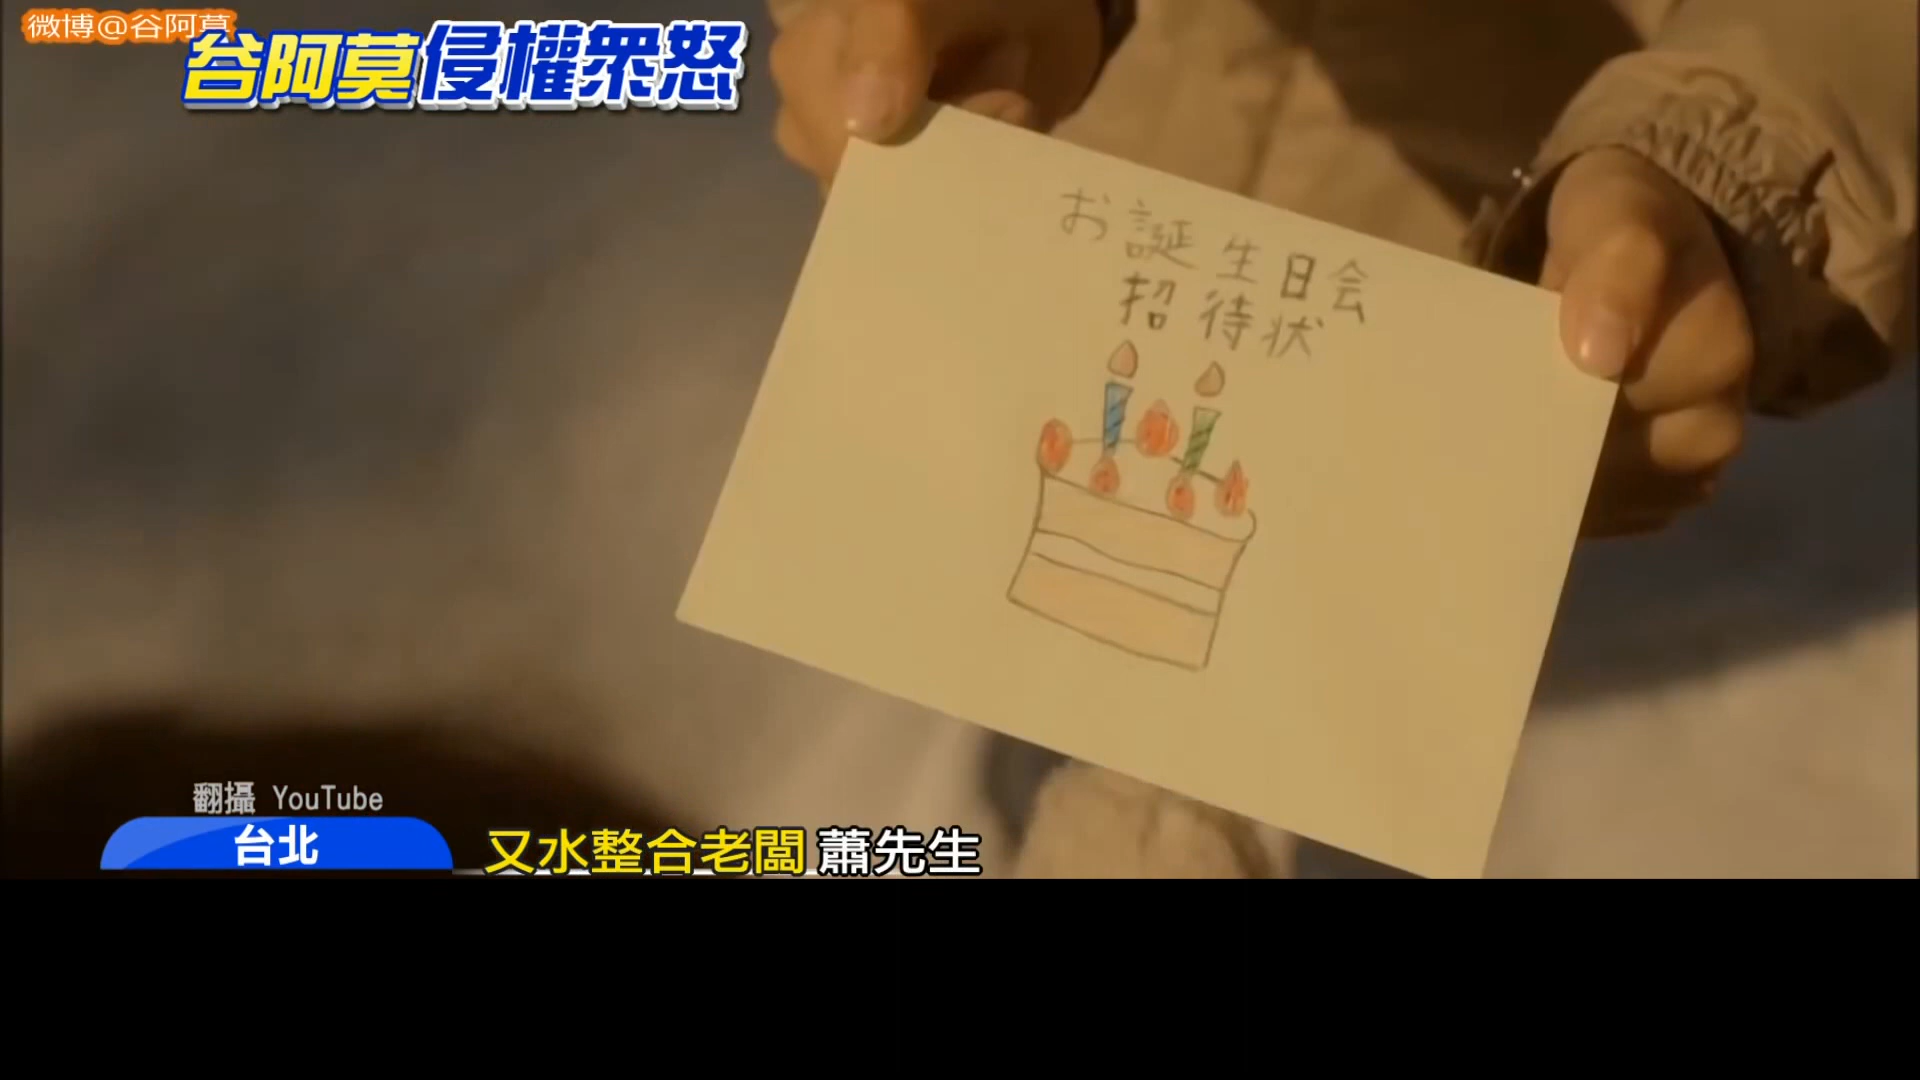 微博@谷阿莫
谷阿莫侵權眾怒
お誕生日会
招待状
翻攝 YouTube
台北
又水整合老闆 蕭先生